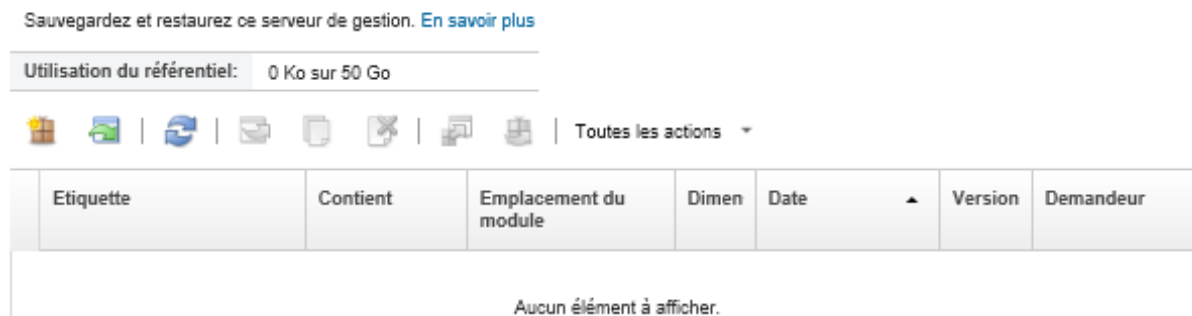 Sauvegardez et restaurez ce serveur de gestion. En savoir plus
Utilisation du référentiel: 0 Ko sur 50 Go
Toutes les actions
Etiquette Contient Emplacement du module Dimen Date Version Demandeur
Aucun élément à afficher.